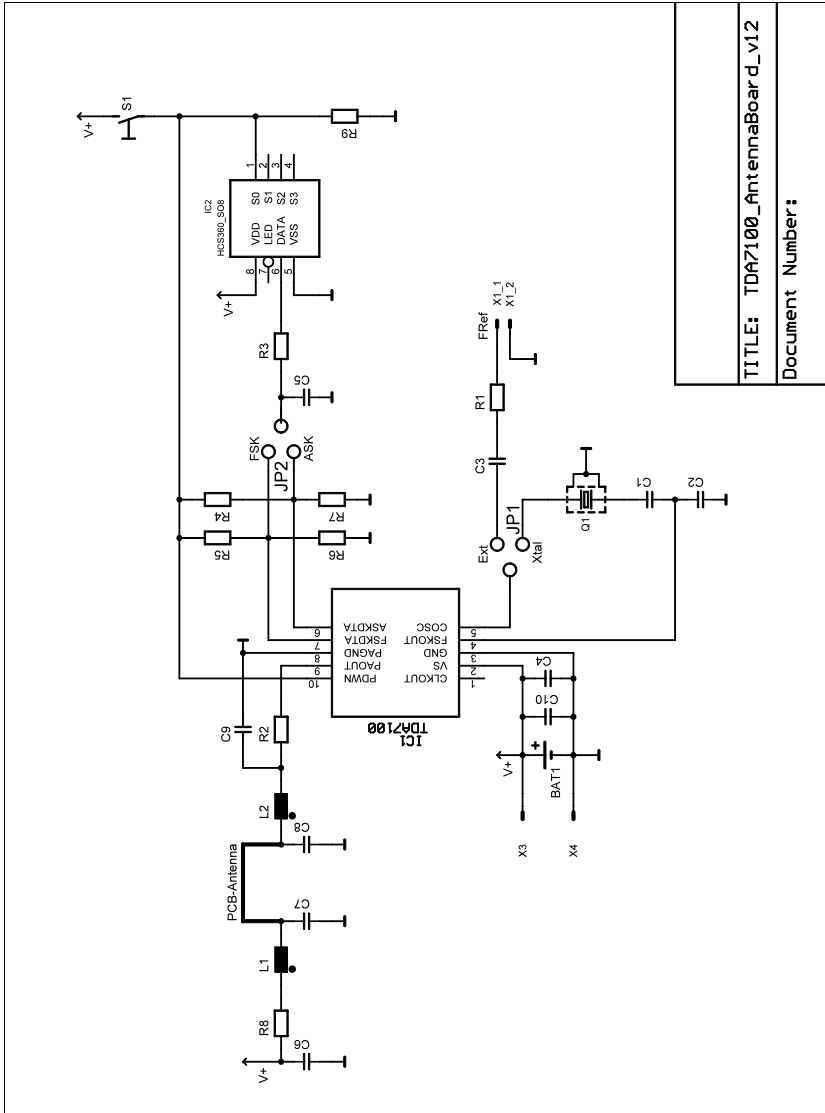 S1
V+
R9
IC2
HCS360_SO8
1
2
3
4
S0
S1
S2
S3
VDD
LED
DATA
VSS
8
7
6
5
V+
R3
C5
FSK
ASK
JP2
R4
R7
R5
R6
FRef
X1_1
X1_2
R1
C3
Ext
JP1
Xtal
Q1
C1
C2
ASKDTA
FSKDTA
PAGND
PAOUT
PDWN
6
7
8
9
10
COSC
FSKOUT
GND
VS
CLKOUT
5
4
3
2
1
IC1
TDA7100
C9
R2
L2
C8
PCB-Antenna
C7
L1
R8
C6
V+
C4
C10
V+
+
BAT1
X3
X4
TITLE: TDA7100_AntennaBoard_v12
Document Number: